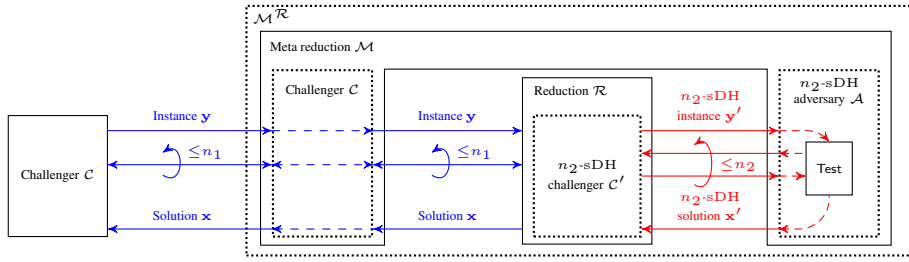 𝓜^𝓡
Meta reduction 𝓜
Challenger 𝓒
n₂-sDH
adversary 𝓐
Reduction 𝓡
n₂-sDH
instance y′
Instance y
Instance y
≤n₁
≤n₁
≤n₂
Challenger 𝓒
n₂-sDH
challenger 𝓒′
Test
Solution x
Solution x
n₂-sDH
solution x′